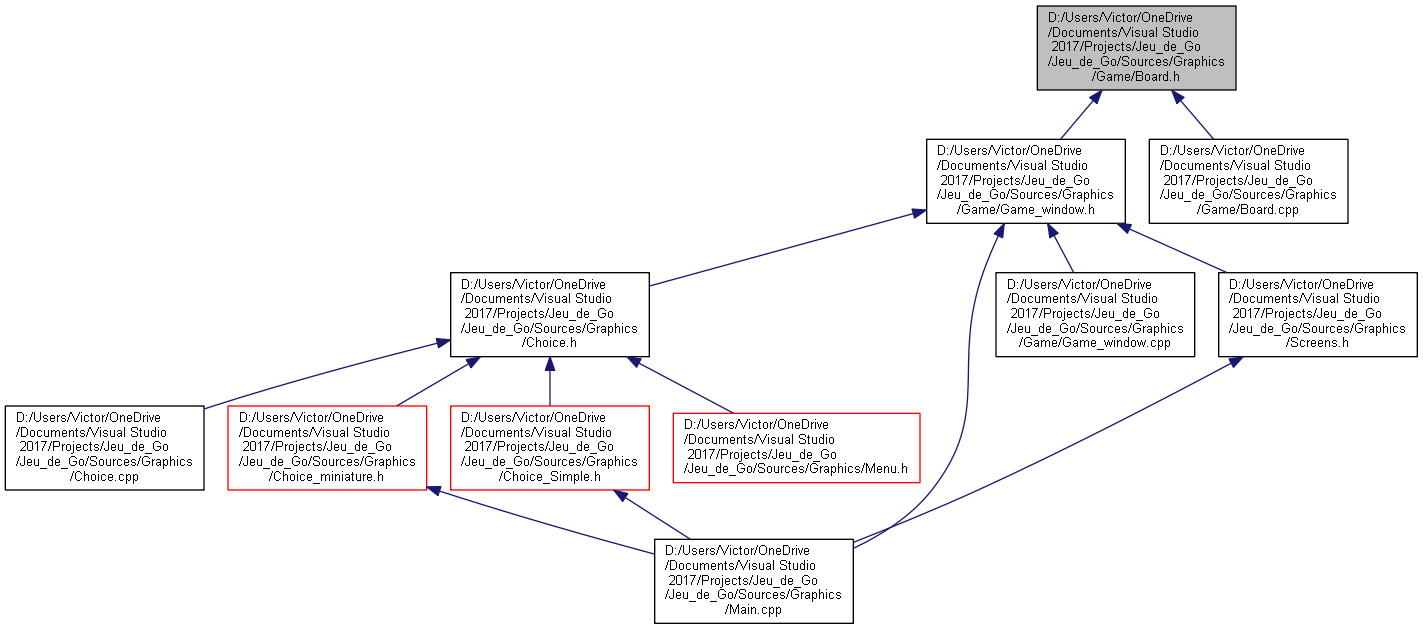 D:/Users/Victor/OneDrive
/Documents/Visual Studio
2017/Projects/Jeu_de_Go
/Jeu_de_Go/Sources/Graphics
/Game/Board.h
D:/Users/Victor/OneDrive
/Documents/Visual Studio
2017/Projects/Jeu_de_Go
/Jeu_de_Go/Sources/Graphics
/Game/Game_window.h
D:/Users/Victor/OneDrive
/Documents/Visual Studio
2017/Projects/Jeu_de_Go
/Jeu_de_Go/Sources/Graphics
/Game/Board.cpp
D:/Users/Victor/OneDrive
/Documents/Visual Studio
2017/Projects/Jeu_de_Go
/Jeu_de_Go/Sources/Graphics
/Choice.h
D:/Users/Victor/OneDrive
/Documents/Visual Studio
2017/Projects/Jeu_de_Go
/Jeu_de_Go/Sources/Graphics
/Game/Game_window.cpp
D:/Users/Victor/OneDrive
/Documents/Visual Studio
2017/Projects/Jeu_de_Go
/Jeu_de_Go/Sources/Graphics
/Screens.h
D:/Users/Victor/OneDrive
/Documents/Visual Studio
2017/Projects/Jeu_de_Go
/Jeu_de_Go/Sources/Graphics
/Choice.cpp
D:/Users/Victor/OneDrive
/Documents/Visual Studio
2017/Projects/Jeu_de_Go
/Jeu_de_Go/Sources/Graphics
/Choice_miniature.h
D:/Users/Victor/OneDrive
/Documents/Visual Studio
2017/Projects/Jeu_de_Go
/Jeu_de_Go/Sources/Graphics
/Choice_Simple.h
D:/Users/Victor/OneDrive
/Documents/Visual Studio
2017/Projects/Jeu_de_Go
/Jeu_de_Go/Sources/Graphics/Menu.h
D:/Users/Victor/OneDrive
/Documents/Visual Studio
2017/Projects/Jeu_de_Go
/Jeu_de_Go/Sources/Graphics
/Main.cpp